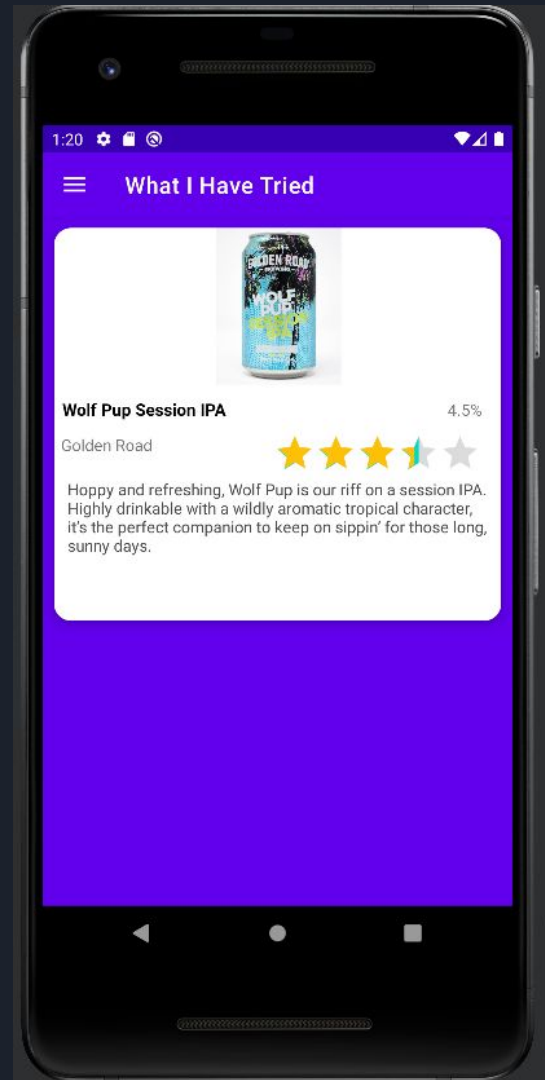 1:20
What I Have Tried
GOLDEN ROAD
WOLF
PUP
SESSION
IPA
Wolf Pup Session IPA
4.5%
Golden Road
Hoppy and refreshing, Wolf Pup is our riff on a session IPA.
Highly drinkable with a wildly aromatic tropical character,
it's the perfect companion to keep on sippin’ for those long,
sunny days.